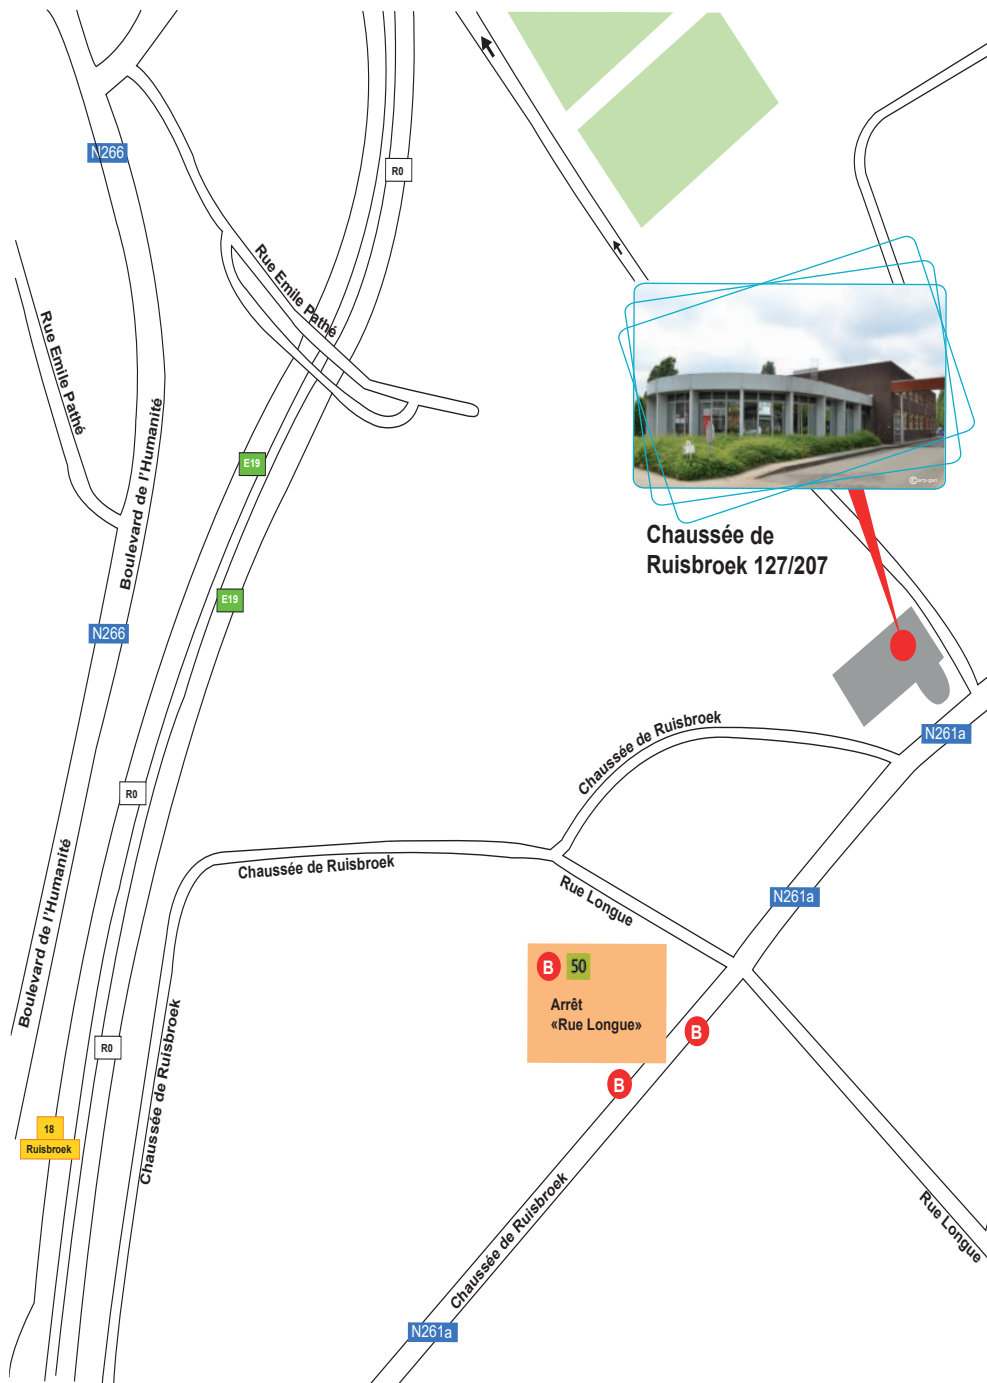 N266
R0
Rue Emile Pathé
Rue Emile Pathé
Boulevard de l'Humanité
E19
©arp-gan
Chaussée de
Ruisbroek 127/207
E19
N266
Chaussée de Ruisbroek
N261a
R0
Chaussée de Ruisbroek
Rue Longue
N261a
Boulevard de l'Humanité
B 50
Arrêt
«Rue Longue»
B
B
R0
Chaussée de Ruisbroek
18
Ruisbroek
Chaussée de Ruisbroek
Rue Longue
N261a